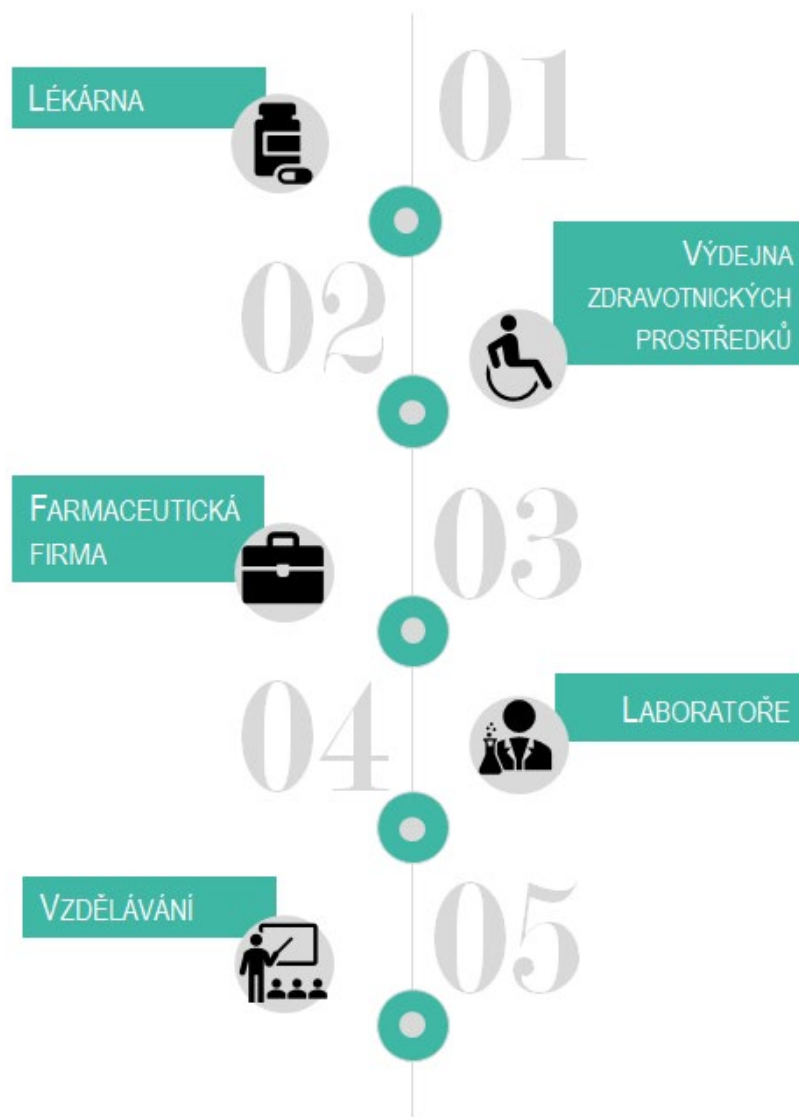 01
LÉKÁRNA
02
VÝDEJNA
ZDRAVOTNICKÝCH
PROSTŘEDKŮ
03
FARMACEUTICKÁ
FIRMA
04
LABORATOŘE
05
VZDĚLÁVÁNÍ